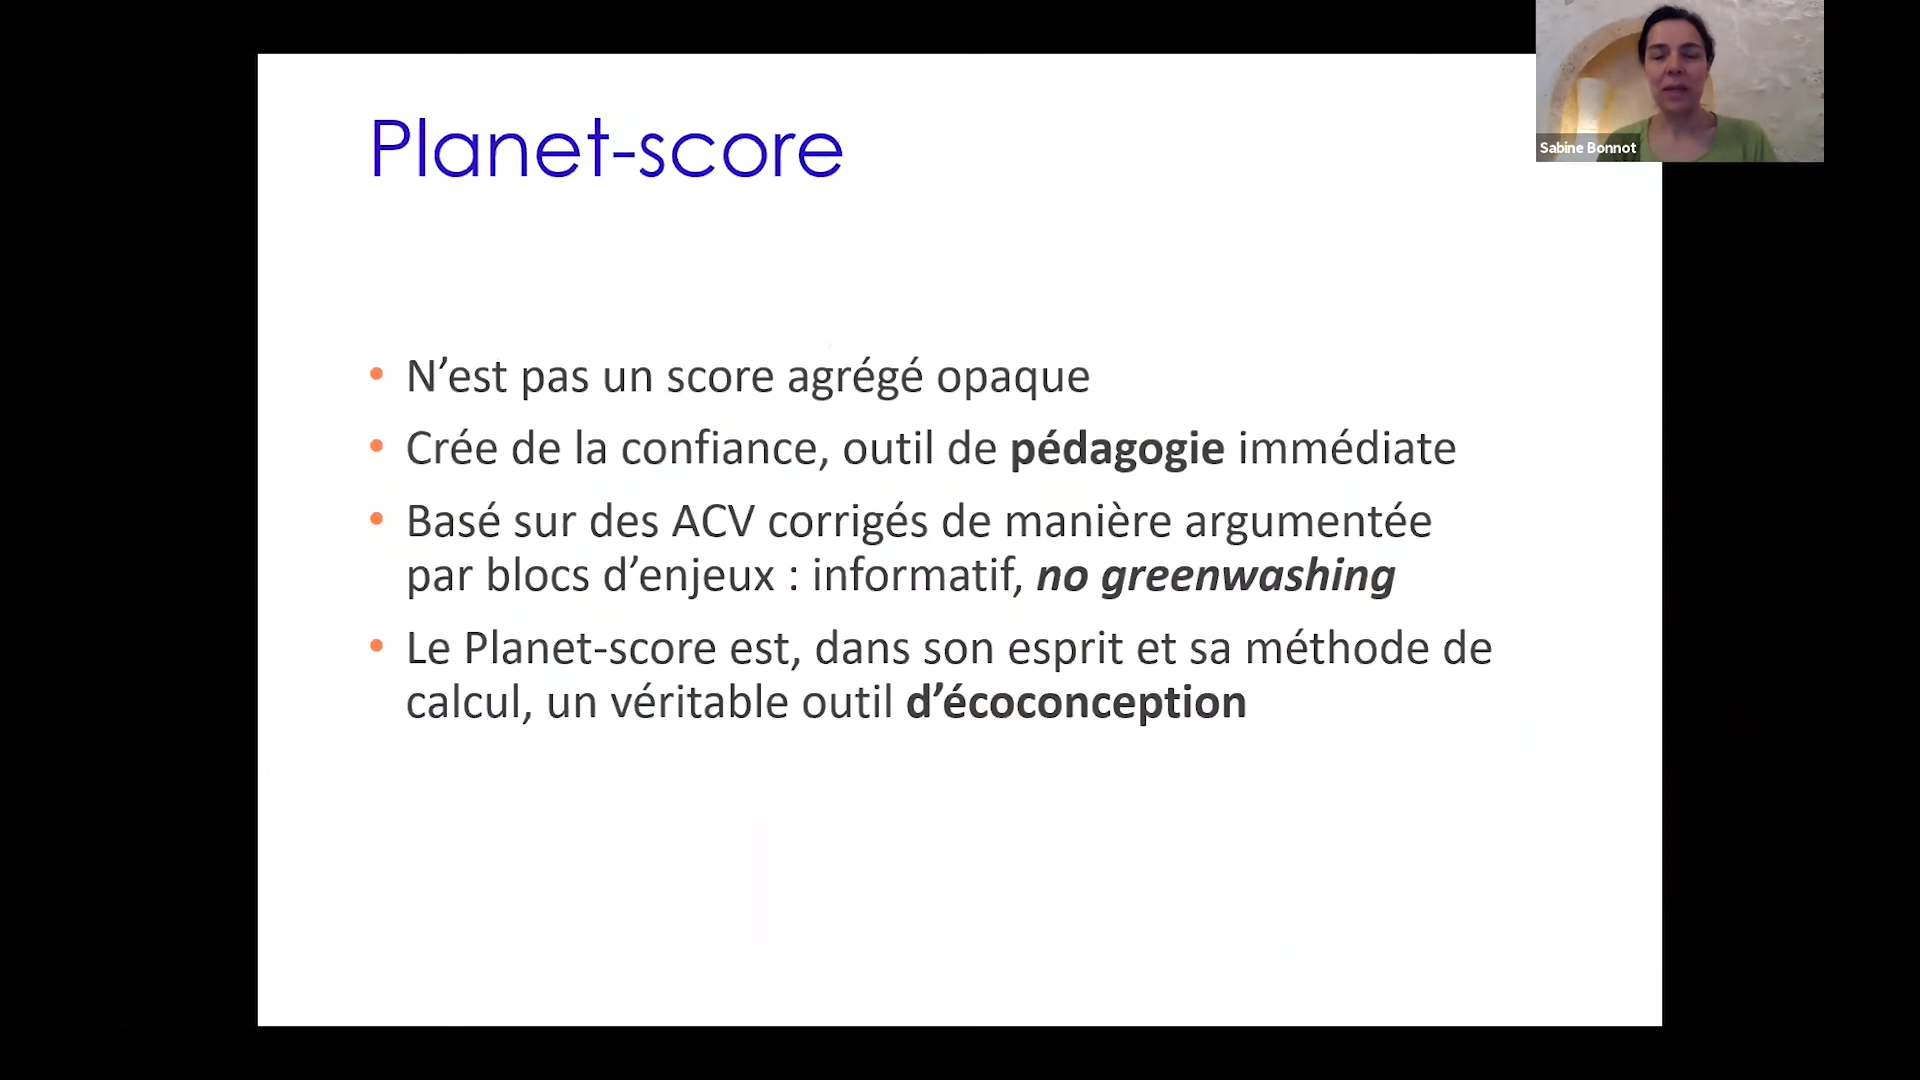 Planet-score
Sabine Bonnot
• N’est pas un score agrégé opaque
• Crée de la confiance, outil de pédagogie immédiate
• Basé sur des ACV corrigés de manière argumentée
par blocs d’enjeux : informatif, no greenwashing
• Le Planet-score est, dans son esprit et sa méthode de
calcul, un véritable outil d’écoconception